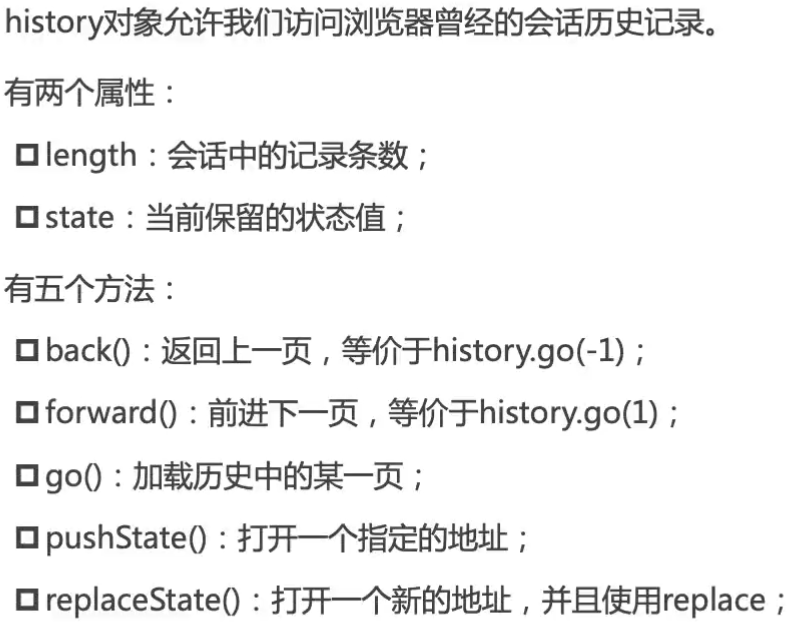 history对象允许我们访问浏览器曾经的会话历史记录。
有两个属性：
length：会话中的记录条数；
state：当前保留的状态值；
有五个方法：
back()：返回上一页，等价于history.go(-1)；
forward()：前进下一页，等价于history.go(1)；
go()：加载历史中的某一页；
pushState()：打开一个指定的地址；
replaceState()：打开一个新的地址，并且使用replace；